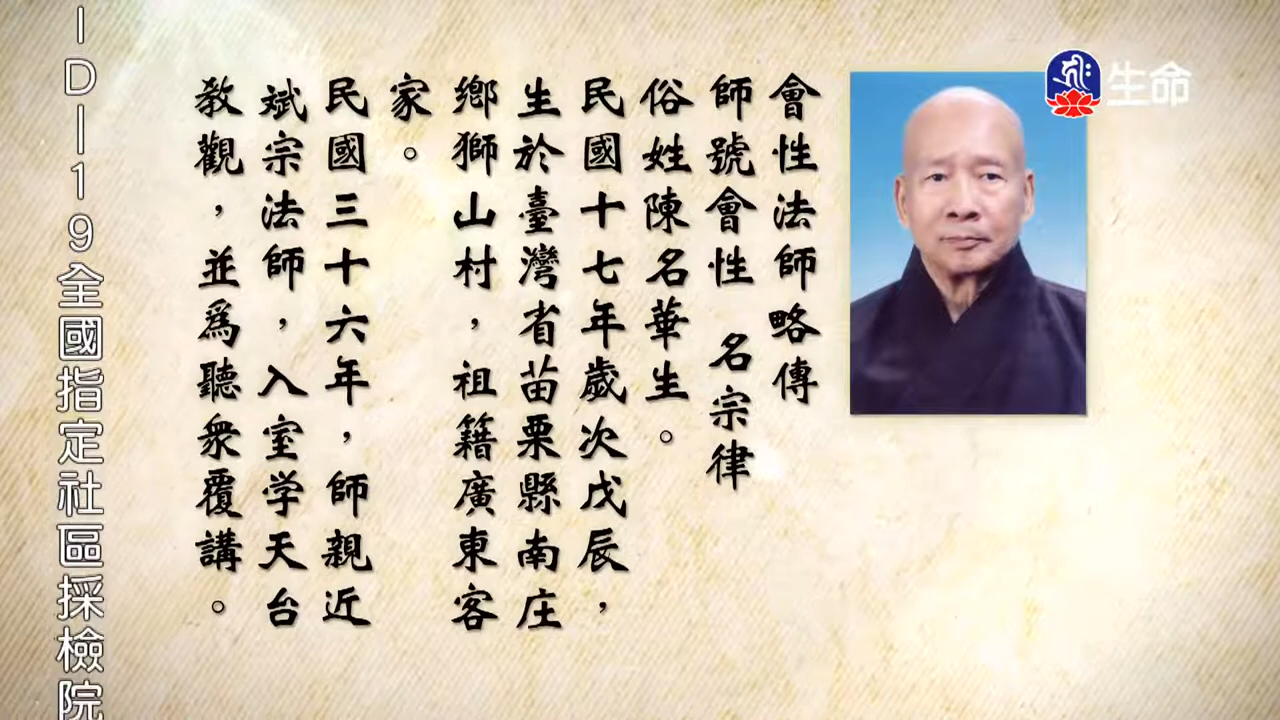 會性法師略傳
師號會性 名宗律
俗姓陳名華生。
民國十七年歲次戊辰，
生於臺灣省苗栗縣南庄
鄉獅山村，祖籍廣東客
家。
民國三十六年，師親近
斌宗法師，入室学天台
教觀，並為聽衆覆講。
生命
ID-19全國指定社區採檢院